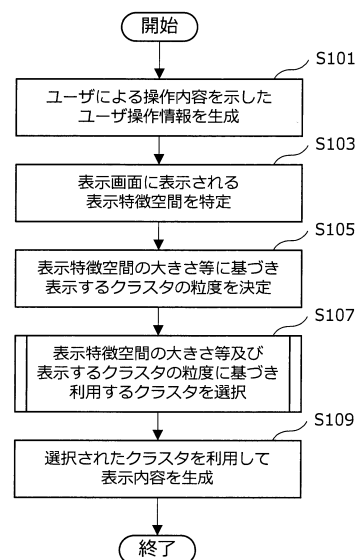 開始
S101
ユーザによる操作内容を示した
ユーザ操作情報を生成
S103
表示画面に表示される
表示特徴空間を特定
S105
表示特徴空間の大きさ等に基づき
表示するクラスタの粒度を決定
S107
表示特徴空間の大きさ等及び
表示するクラスタの粒度に基づき
利用するクラスタを選択
S109
選択されたクラスタを利用して
表示内容を生成
終了